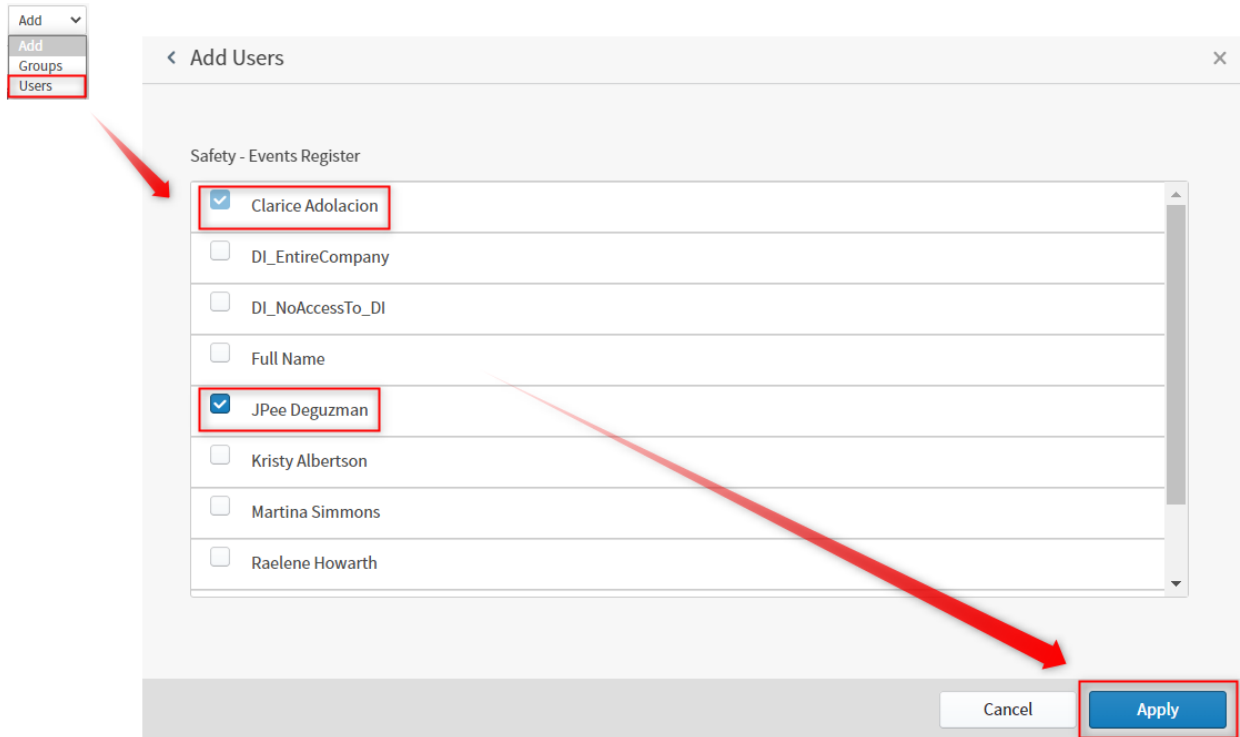 Add
Add
Groups
Users
Add Users
Safety - Events Register
Clarice Adolacion
DI_EntireCompany
DI_NoAccessTo_DI
Full Name
JPee Deguzman
Kristy Albertson
Martina Simmons
Raelene Howarth
Cancel Apply